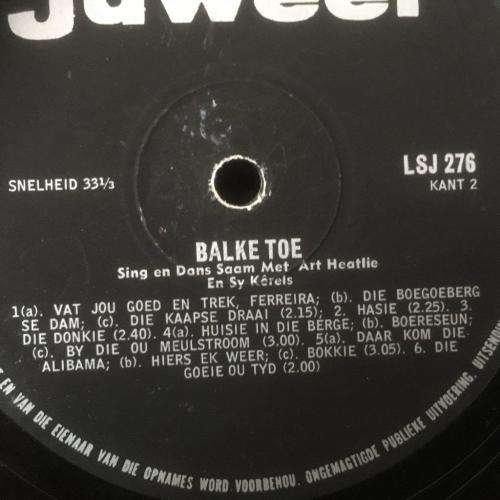 Juweel
SNELHEID 33⅓
LSJ 276
KANT 2
BALKE TOE
Sing en Dans Saam Met Art Heatlie
En Sy Kêrels
1(a). VAT JOU GOED EN TREK, FERREIRA; (b). DIE BOEGOEBERG
SE DAM; (c). DIE KAAPSE DRAAI (2.15); 2. HASIE (2.25). 3.
DIE DONKIE (2.40). 4(a). HUISIE IN DIE BERGE; (b). BOERESEUN;
(c). BY DIE OU MEULSTROOM (3.00). 5(a). DAAR KOM DIE
ALIBAMA; (b). HIERS EK WEER; (c). BOKKIE (3.05). 6. DIE
GOEIE OU TYD (2.00)
EN VAN DIE EIENAAR VAN DIE OPNAMES WORD VOORBEHOU. ONGEMAGTIGDE PUBLIEKE UITVOERING,